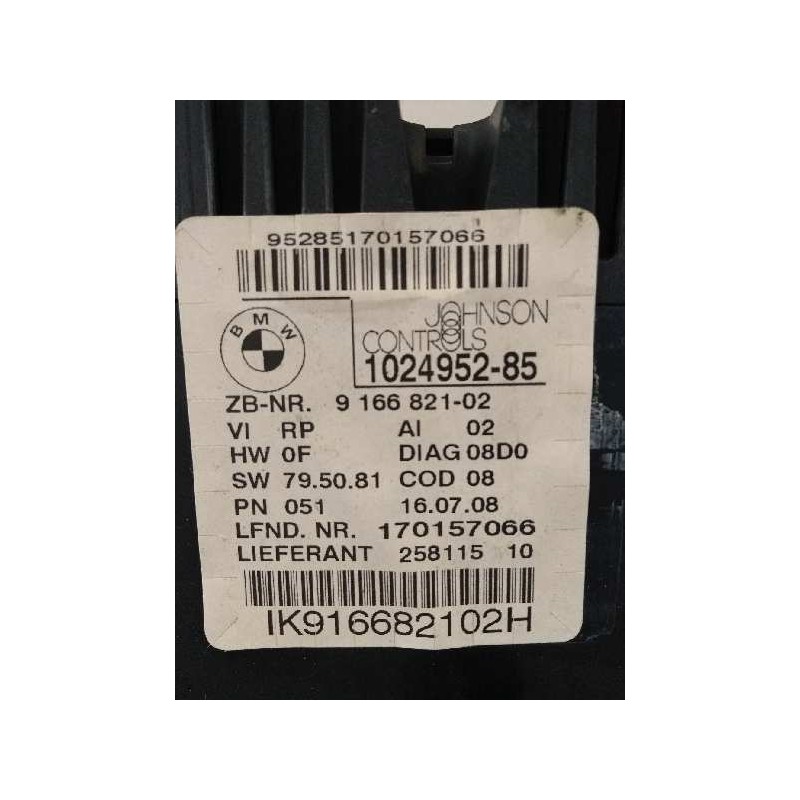 95285170157066
BMW
JOHNSON
CONTROLS
1024952-85
ZB-NR. 9 166 821-02
VI RP AI 02
HW 0F DIAG 08D0
SW 79.50.81 COD 08
PN 051 16.07.08
LFND. NR. 170157066
LIEFERANT 258115 10
IK916682102H